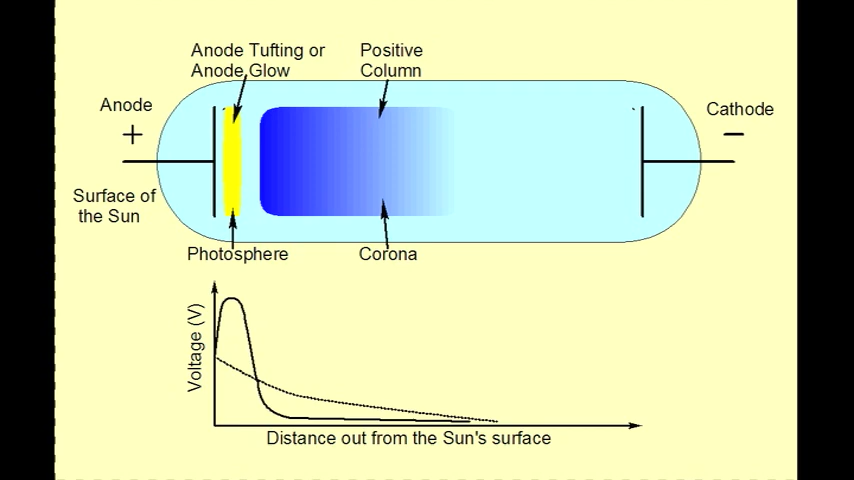 Anode Tufting or
Anode Glow
Positive
Column
Anode
+
Cathode
−
Surface of
the Sun
Photosphere
Corona
Voltage (V)
Distance out from the Sun's surface